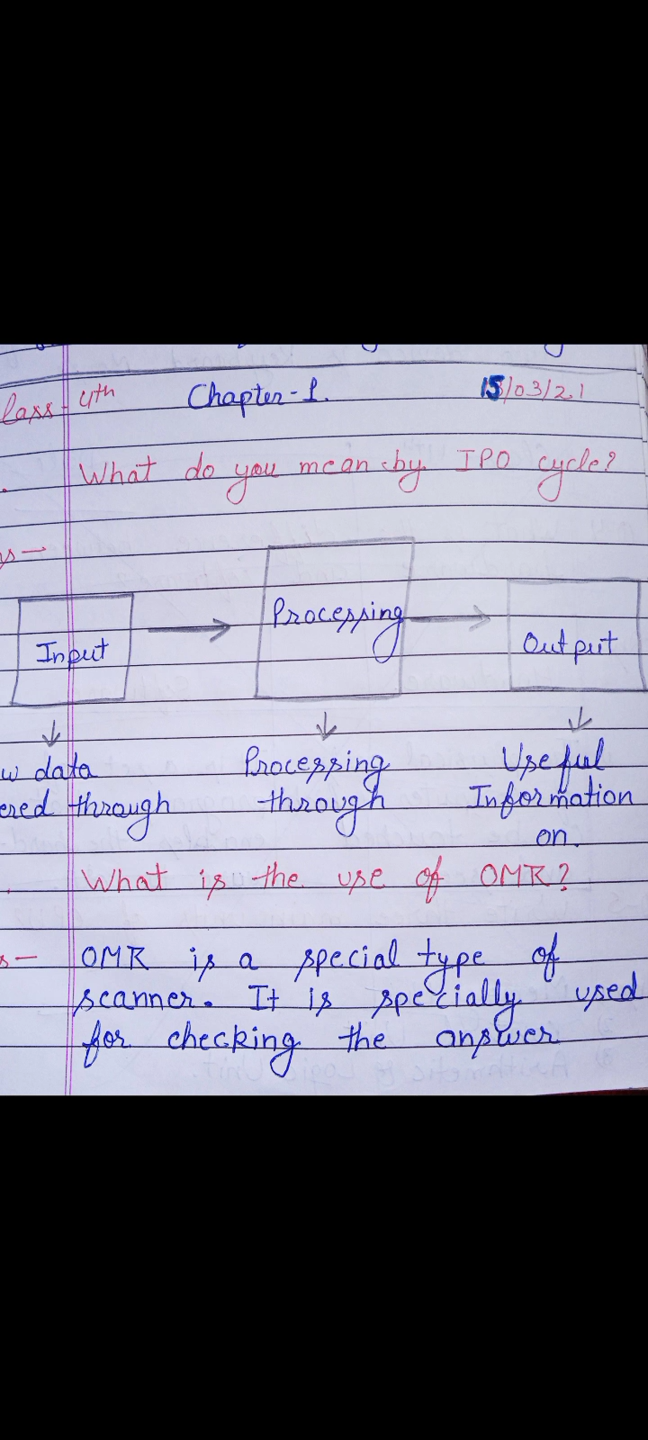 Class - 4th Chapter - 1. 15/03/21
What do you mean by IPO cycle?
Input Processing Output
data Processing Useful
through through Information
on.
What is the use of OMR?
OMR is a special type of
scanner. It is specially used
for checking the answer